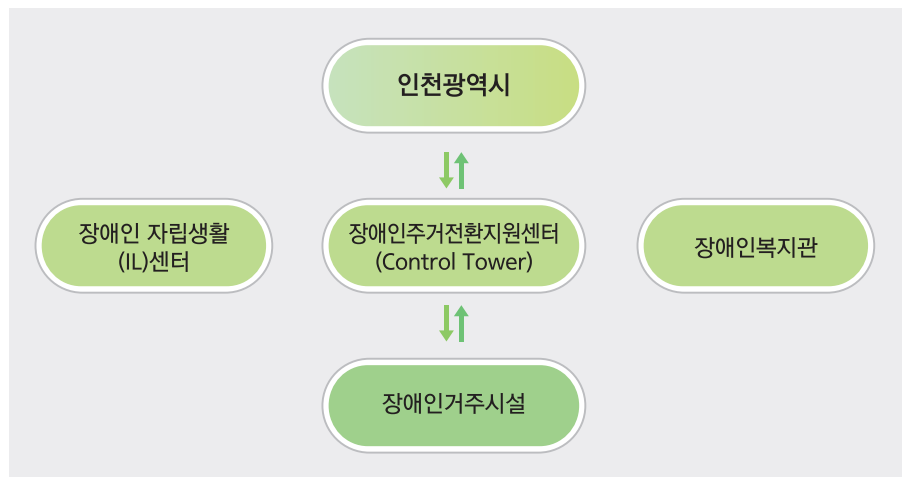 인천광역시
장애인 자립생활
(IL)센터
장애인주거전환지원센터
(Control Tower)
장애인복지관
장애인거주시설